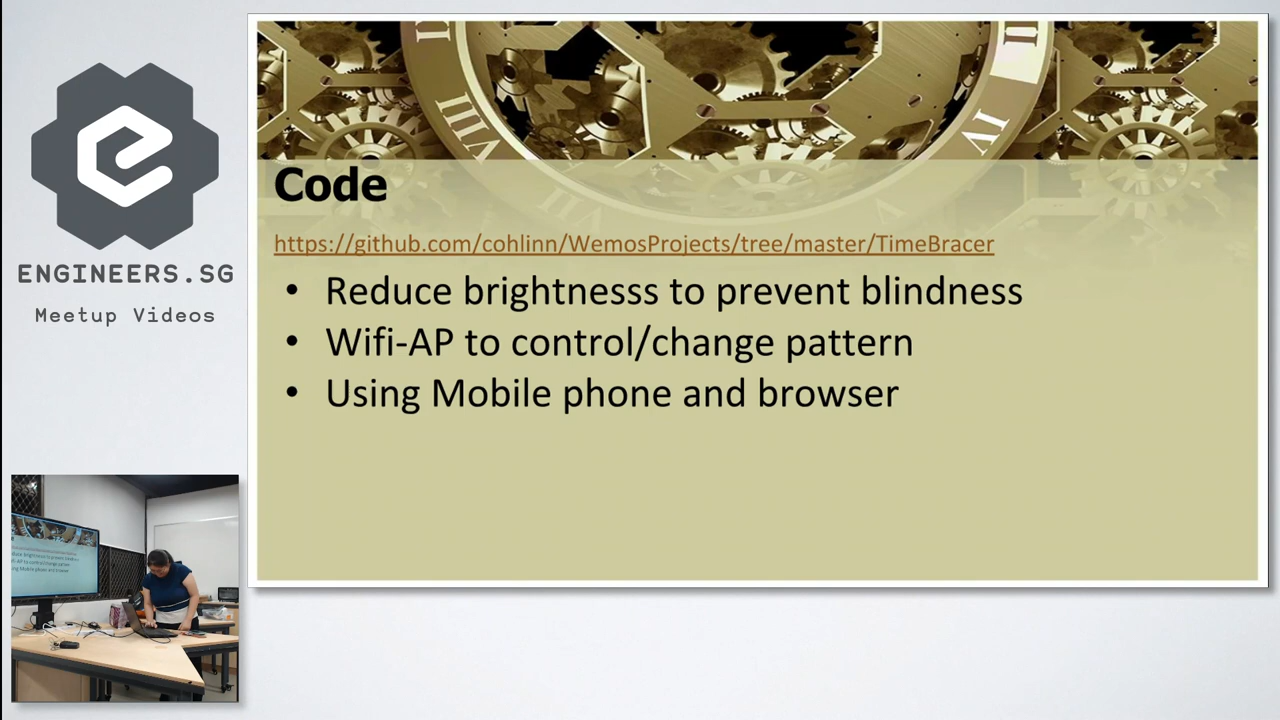 ENGINEERS.SG
Meetup Videos
Code
https://github.com/cohlinn/WemosProjects/tree/master/TimeBracer
• Reduce brightnesss to prevent blindness
• Wifi-AP to control/change pattern
• Using Mobile phone and browser